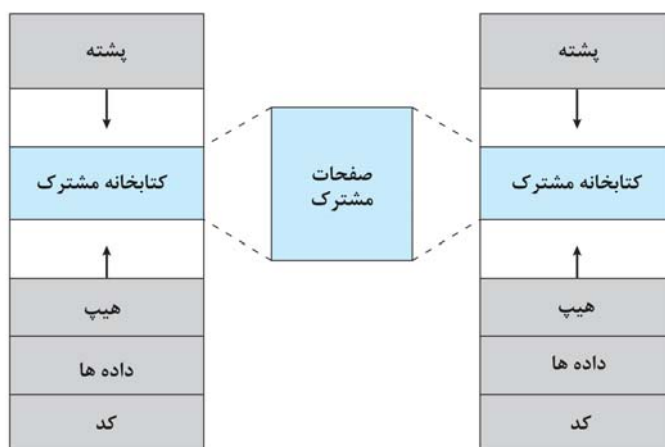 پشته
پشته
کتابخانه مشترک
صفحات
مشترک
کتابخانه مشترک
هیپ
هیپ
داده ها
داده ها
کد
کد